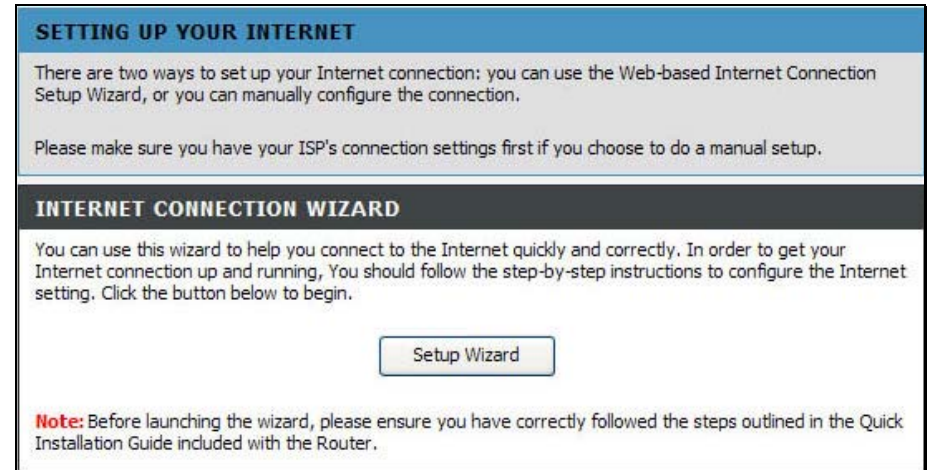 SETTING UP YOUR INTERNET
There are two ways to set up your Internet connection: you can use the Web-based Internet Connection
Setup Wizard, or you can manually configure the connection.
Please make sure you have your ISP's connection settings first if you choose to do a manual setup.
INTERNET CONNECTION WIZARD
You can use this wizard to help you connect to the Internet quickly and correctly. In order to get your
Internet connection up and running, You should follow the step-by-step instructions to configure the Internet
setting. Click the button below to begin.
Setup Wizard
Note: Before launching the wizard, please ensure you have correctly followed the steps outlined in the Quick
Installation Guide included with the Router.